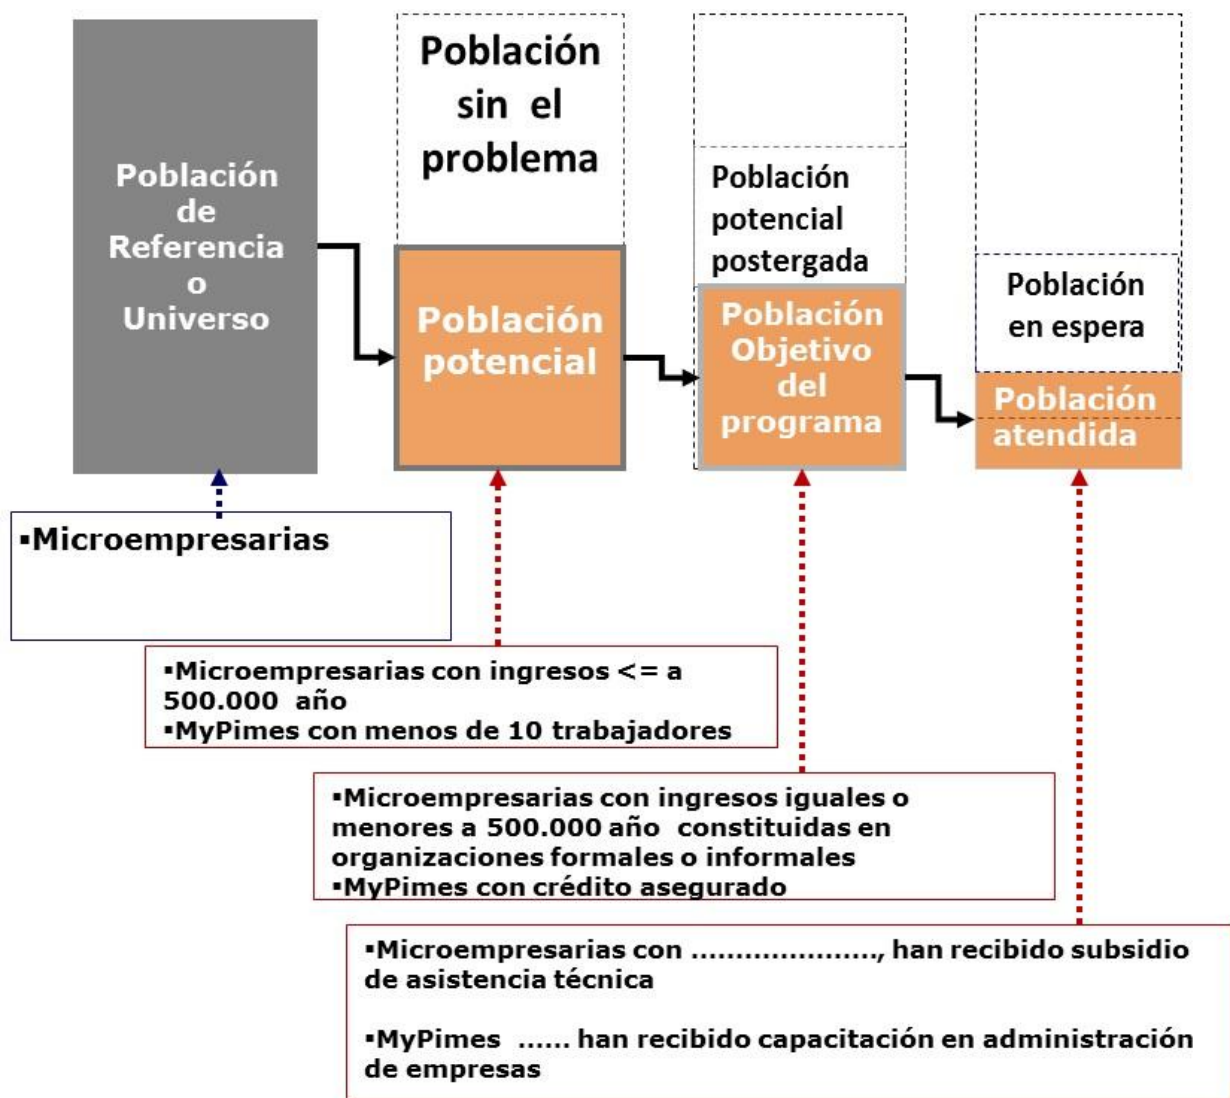 Población
de
Referencia
o
Universo
Población
sin el
problema
Población
potencial
Población
potencial
postergada
Población
Objetivo
del
programa
Población
en espera
Población
atendida
▪Microempresarias
▪Microempresarias con ingresos <= a
500.000 año
▪MyPimes con menos de 10 trabajadores
▪Microempresarias con ingresos iguales o
menores a 500.000 año constituidas en
organizaciones formales o informales
▪MyPimes con crédito asegurado
▪Microempresarias con ....................., han recibido subsidio
de asistencia técnica
▪MyPimes ...... han recibido capacitación en administración
de empresas